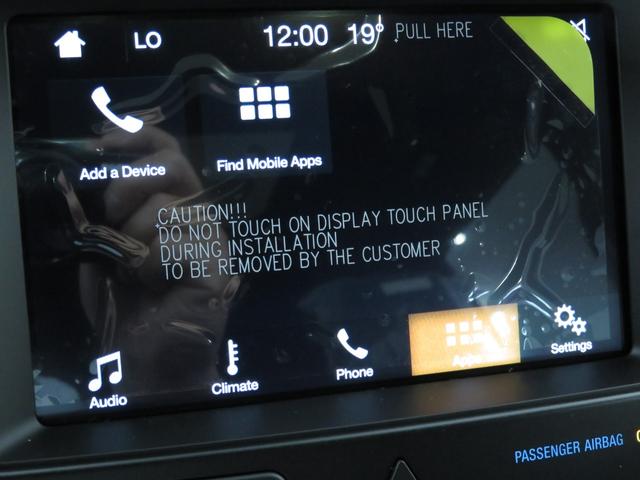 LO 12:00 19° PULL HERE
Add a Device Find Mobile Apps
CAUTION!!!
DO NOT TOUCH ON DISPLAY TOUCH PANEL
DURING INSTALLATION
TO BE REMOVED BY THE CUSTOMER
Audio Climate Phone Apps Settings
PASSENGER AIRBAG